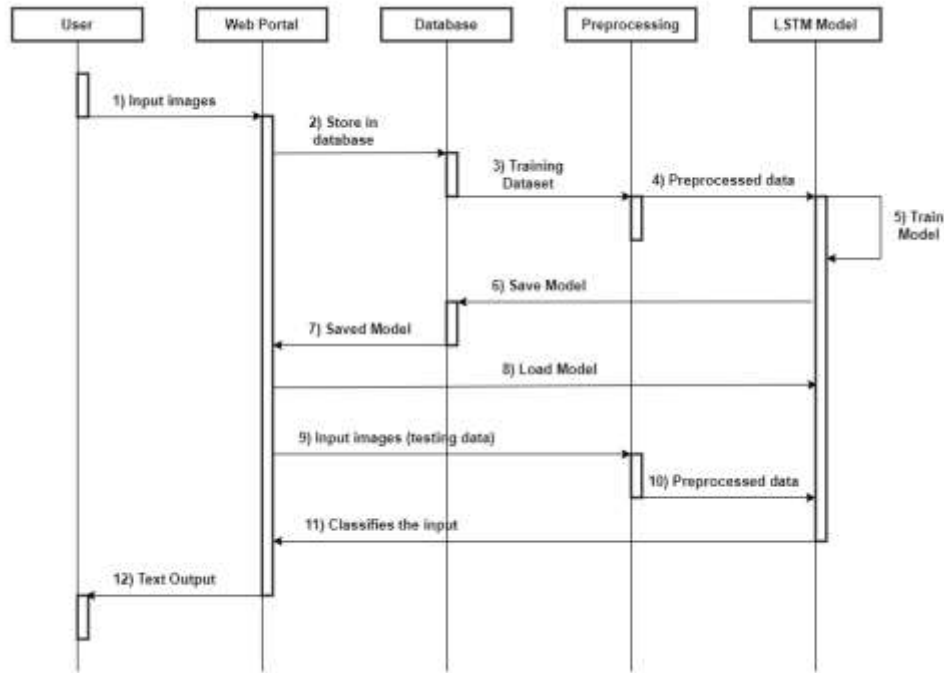 User
Web Portal
Database
Preprocessing
LSTM Model
1) Input images
2) Store in
database
3) Training
Dataset
4) Preprocessed data
5) Train
Model
6) Save Model
7) Saved Model
8) Load Model
9) Input images (testing data)
10) Preprocessed data
11) Classifies the input
12) Text Output